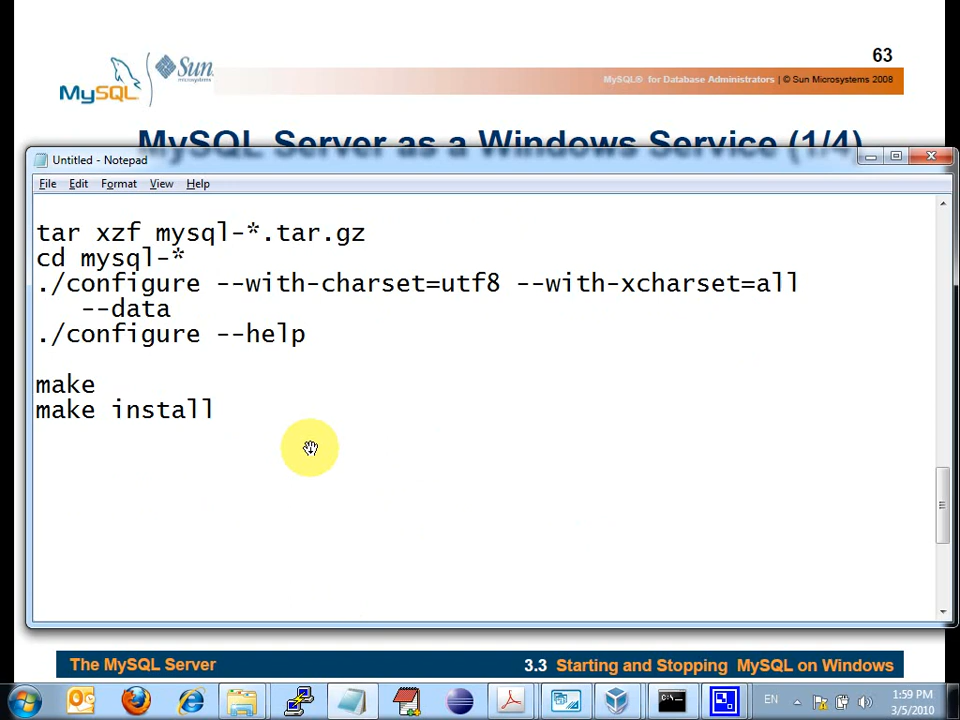 63
MySQL
Sun
microsystems
MySQL® for Database Administrators | © Sun Microsystems 2008
MySQL Server as a Windows Service (1/4)
Untitled - Notepad
File Edit Format View Help
tar xzf mysql-*.tar.gz
cd mysql-*
./configure --with-charset=utf8 --with-xcharset=all
--data
./configure --help
make
make install
The MySQL Server
3.3 Starting and Stopping MySQL on Windows
EN
1:59 PM
3/5/2010